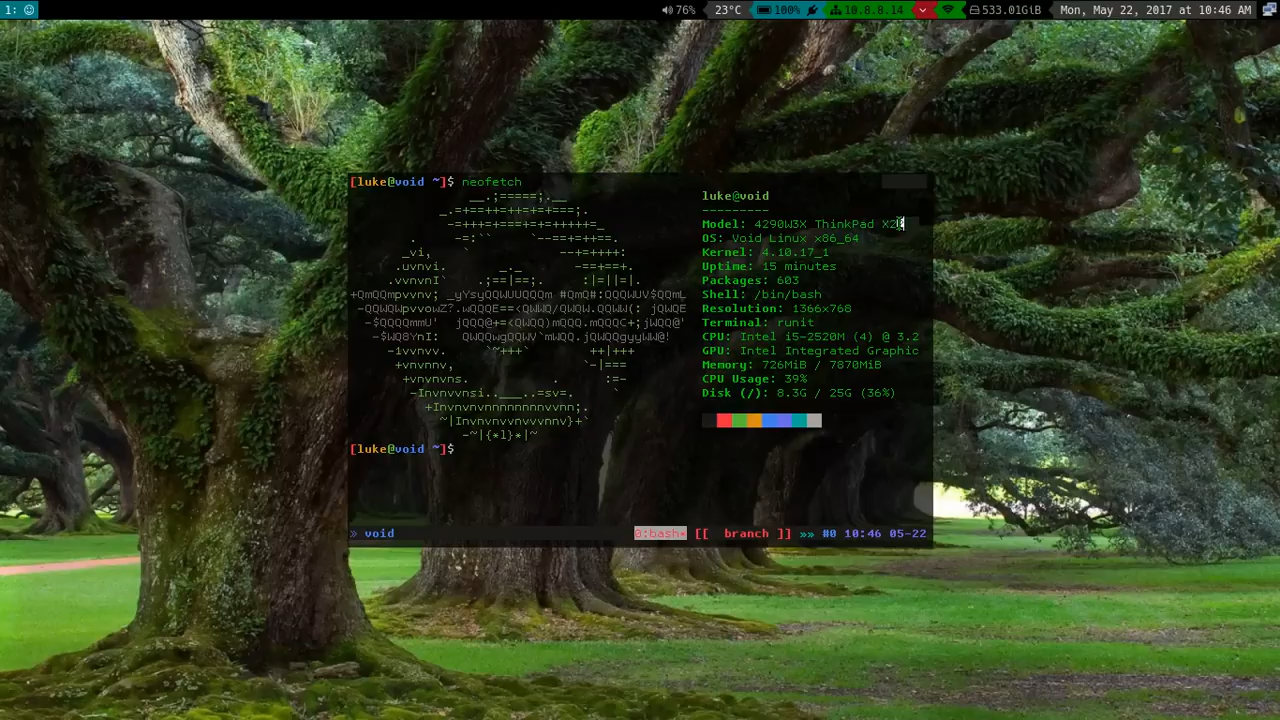 1: ☺ 76% 23°C 100% 10.8.8.14 533.01GiB Mon, May 22, 2017 at 10:46 AM
[luke@void ~]$ neofetch
luke@void
---------
Model: 4290W3X ThinkPad X2
OS: Void Linux x86_64
Kernel: 4.10.17_1
Uptime: 15 minutes
Packages: 603
Shell: /bin/bash
Resolution: 1366x768
Terminal: runit
CPU: Intel i5-2520M (4) @ 3.2
GPU: Intel Integrated Graphic
Memory: 726MiB / 7870MiB
CPU Usage: 39%
Disk (/): 8.3G / 25G (36%)
[luke@void ~]$
» void 0:bash* [[ branch ]] »» #0 10:46 05-22